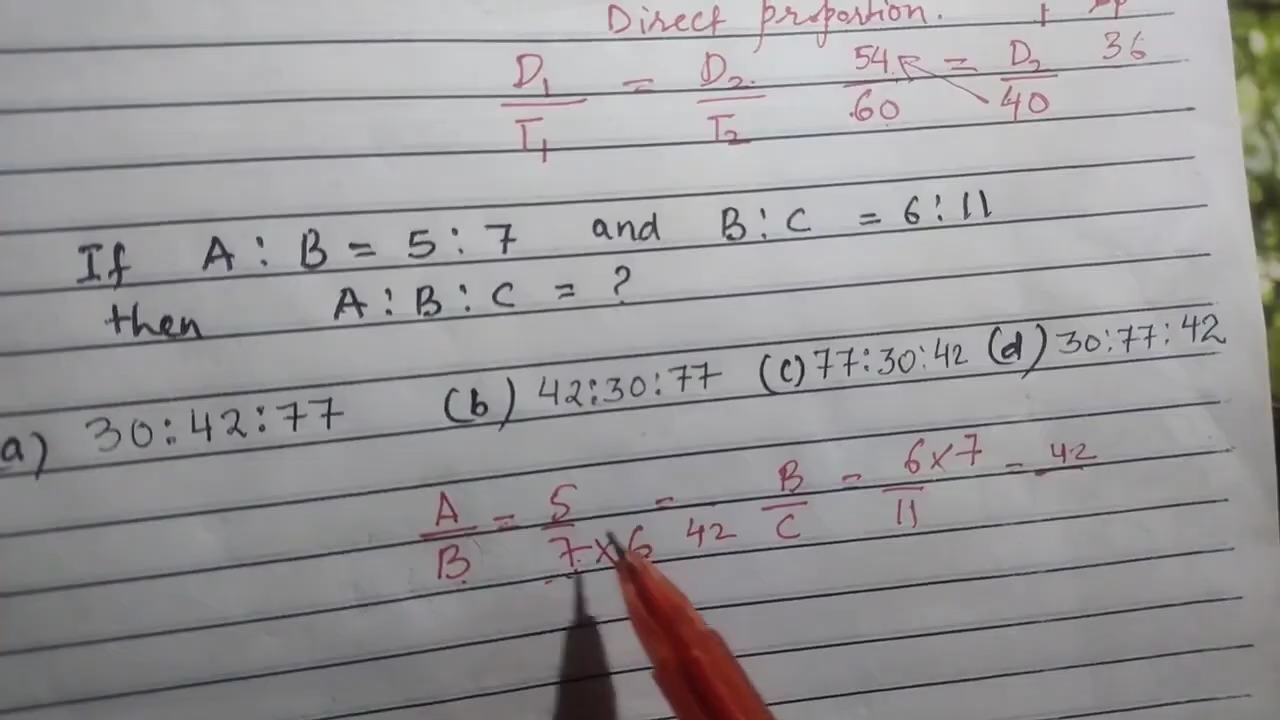 Direct proportion.
D₁/T₁ = D₂/T₂ 54/60 = D₂/40 36
If A : B = 5 : 7 and B : C = 6 : 11
then A : B : C = ?
a) 30:42:77 (b) 42:30:77 (c) 77:30:42 (d) 30:77:42
A/B = 5/7×6 = 42 B/C = 6×7/11 = 42